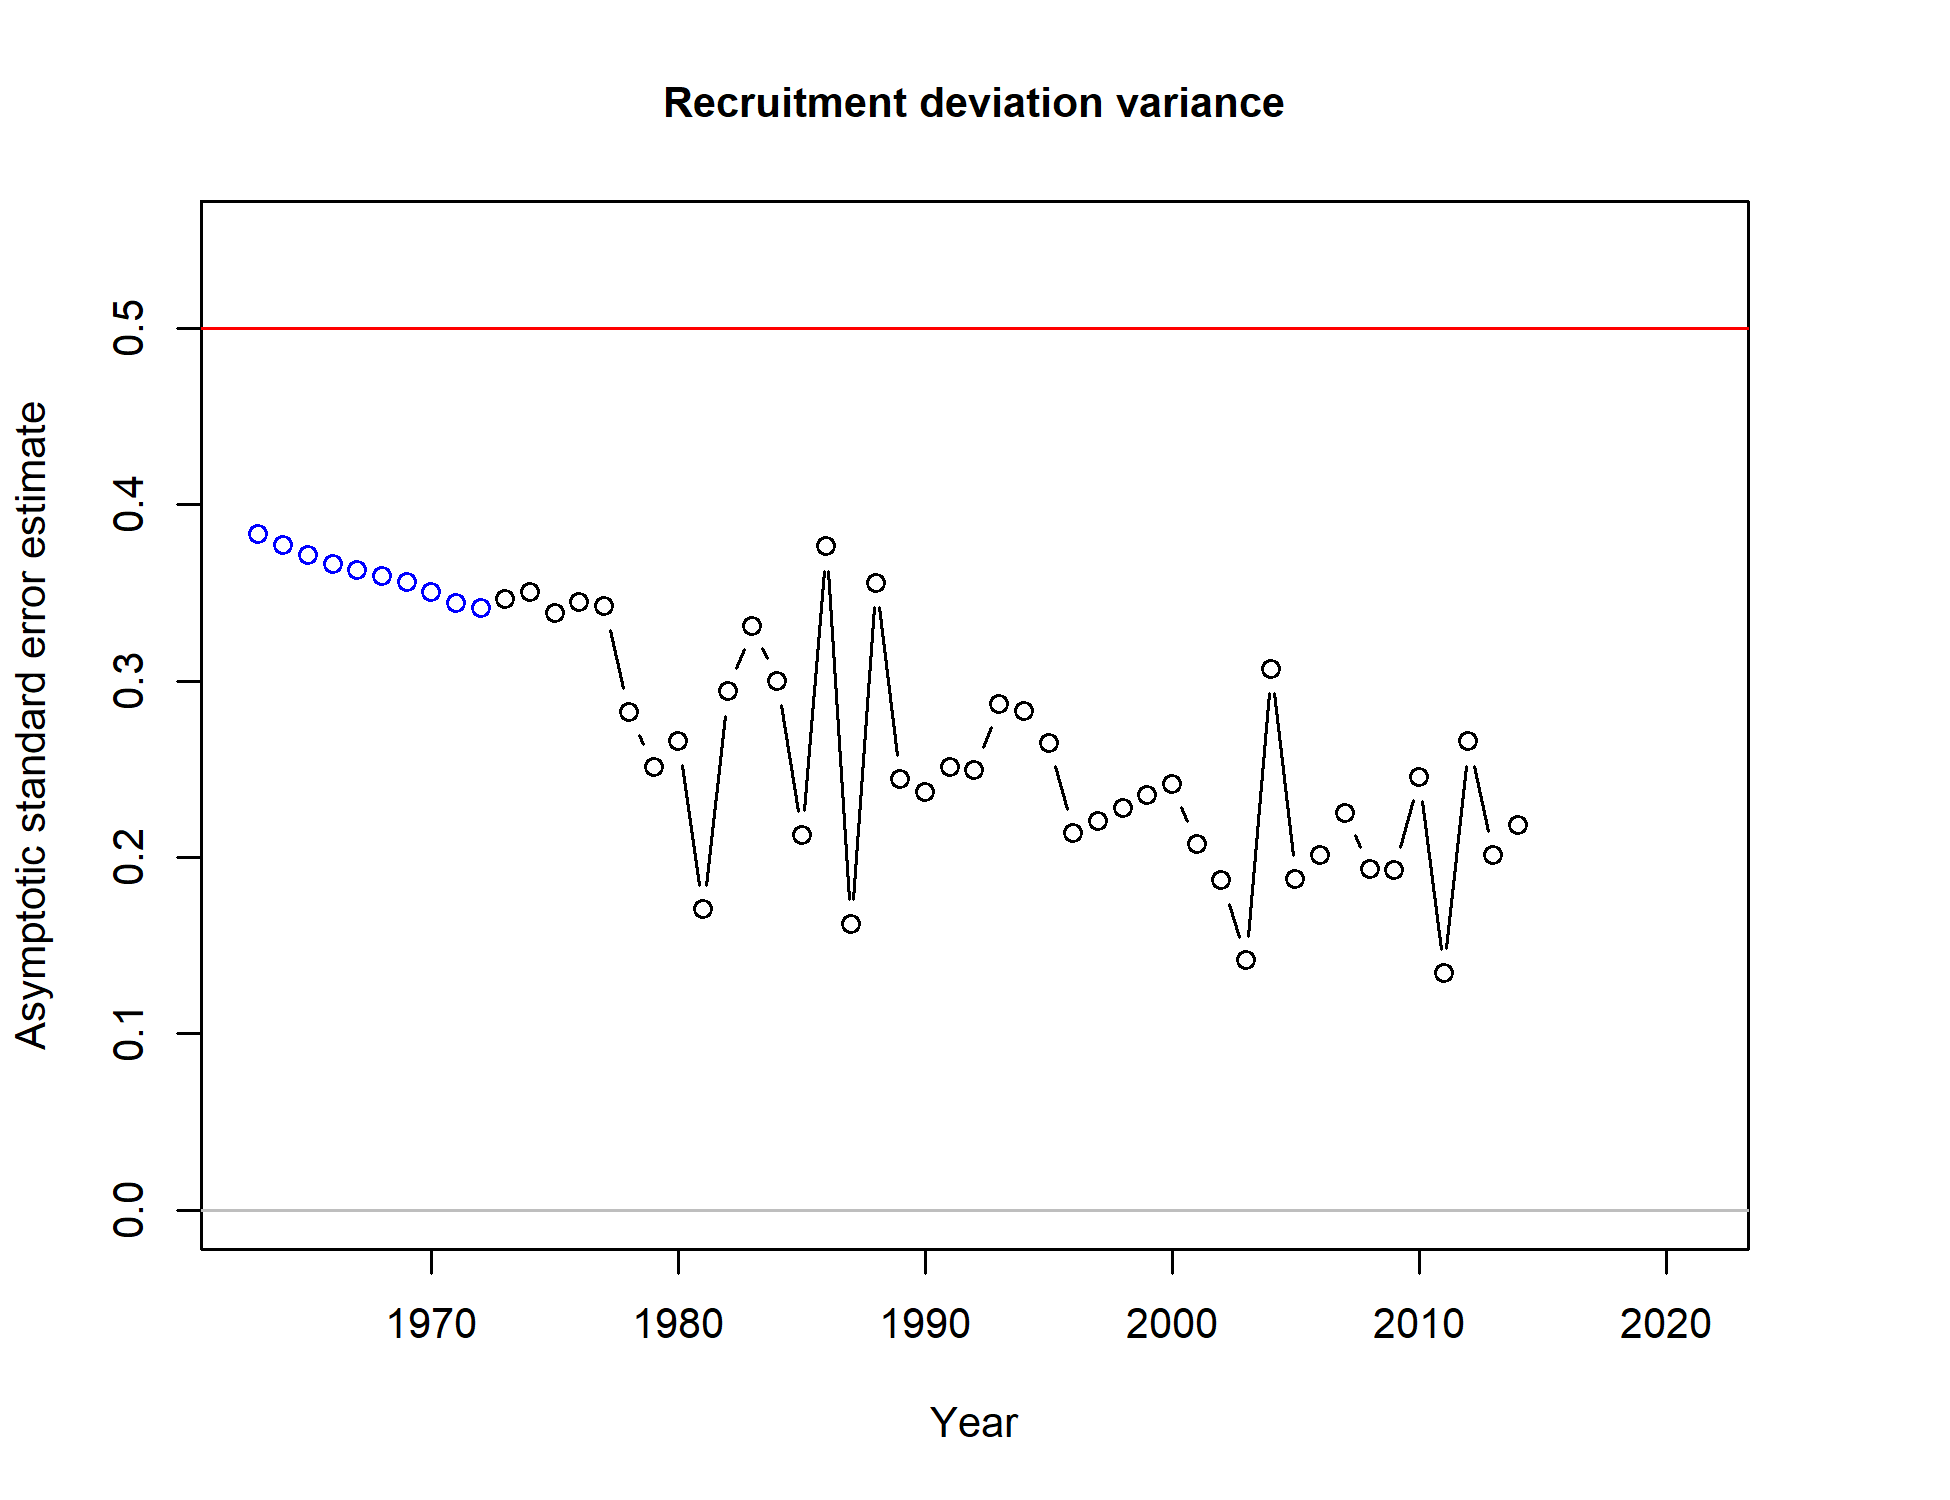 Recruitment deviation variance
Asymptotic standard error estimate
0.5
0.4
0.3
0.2
0.1
0.0
1970 1980 1990 2000 2010 2020
Year